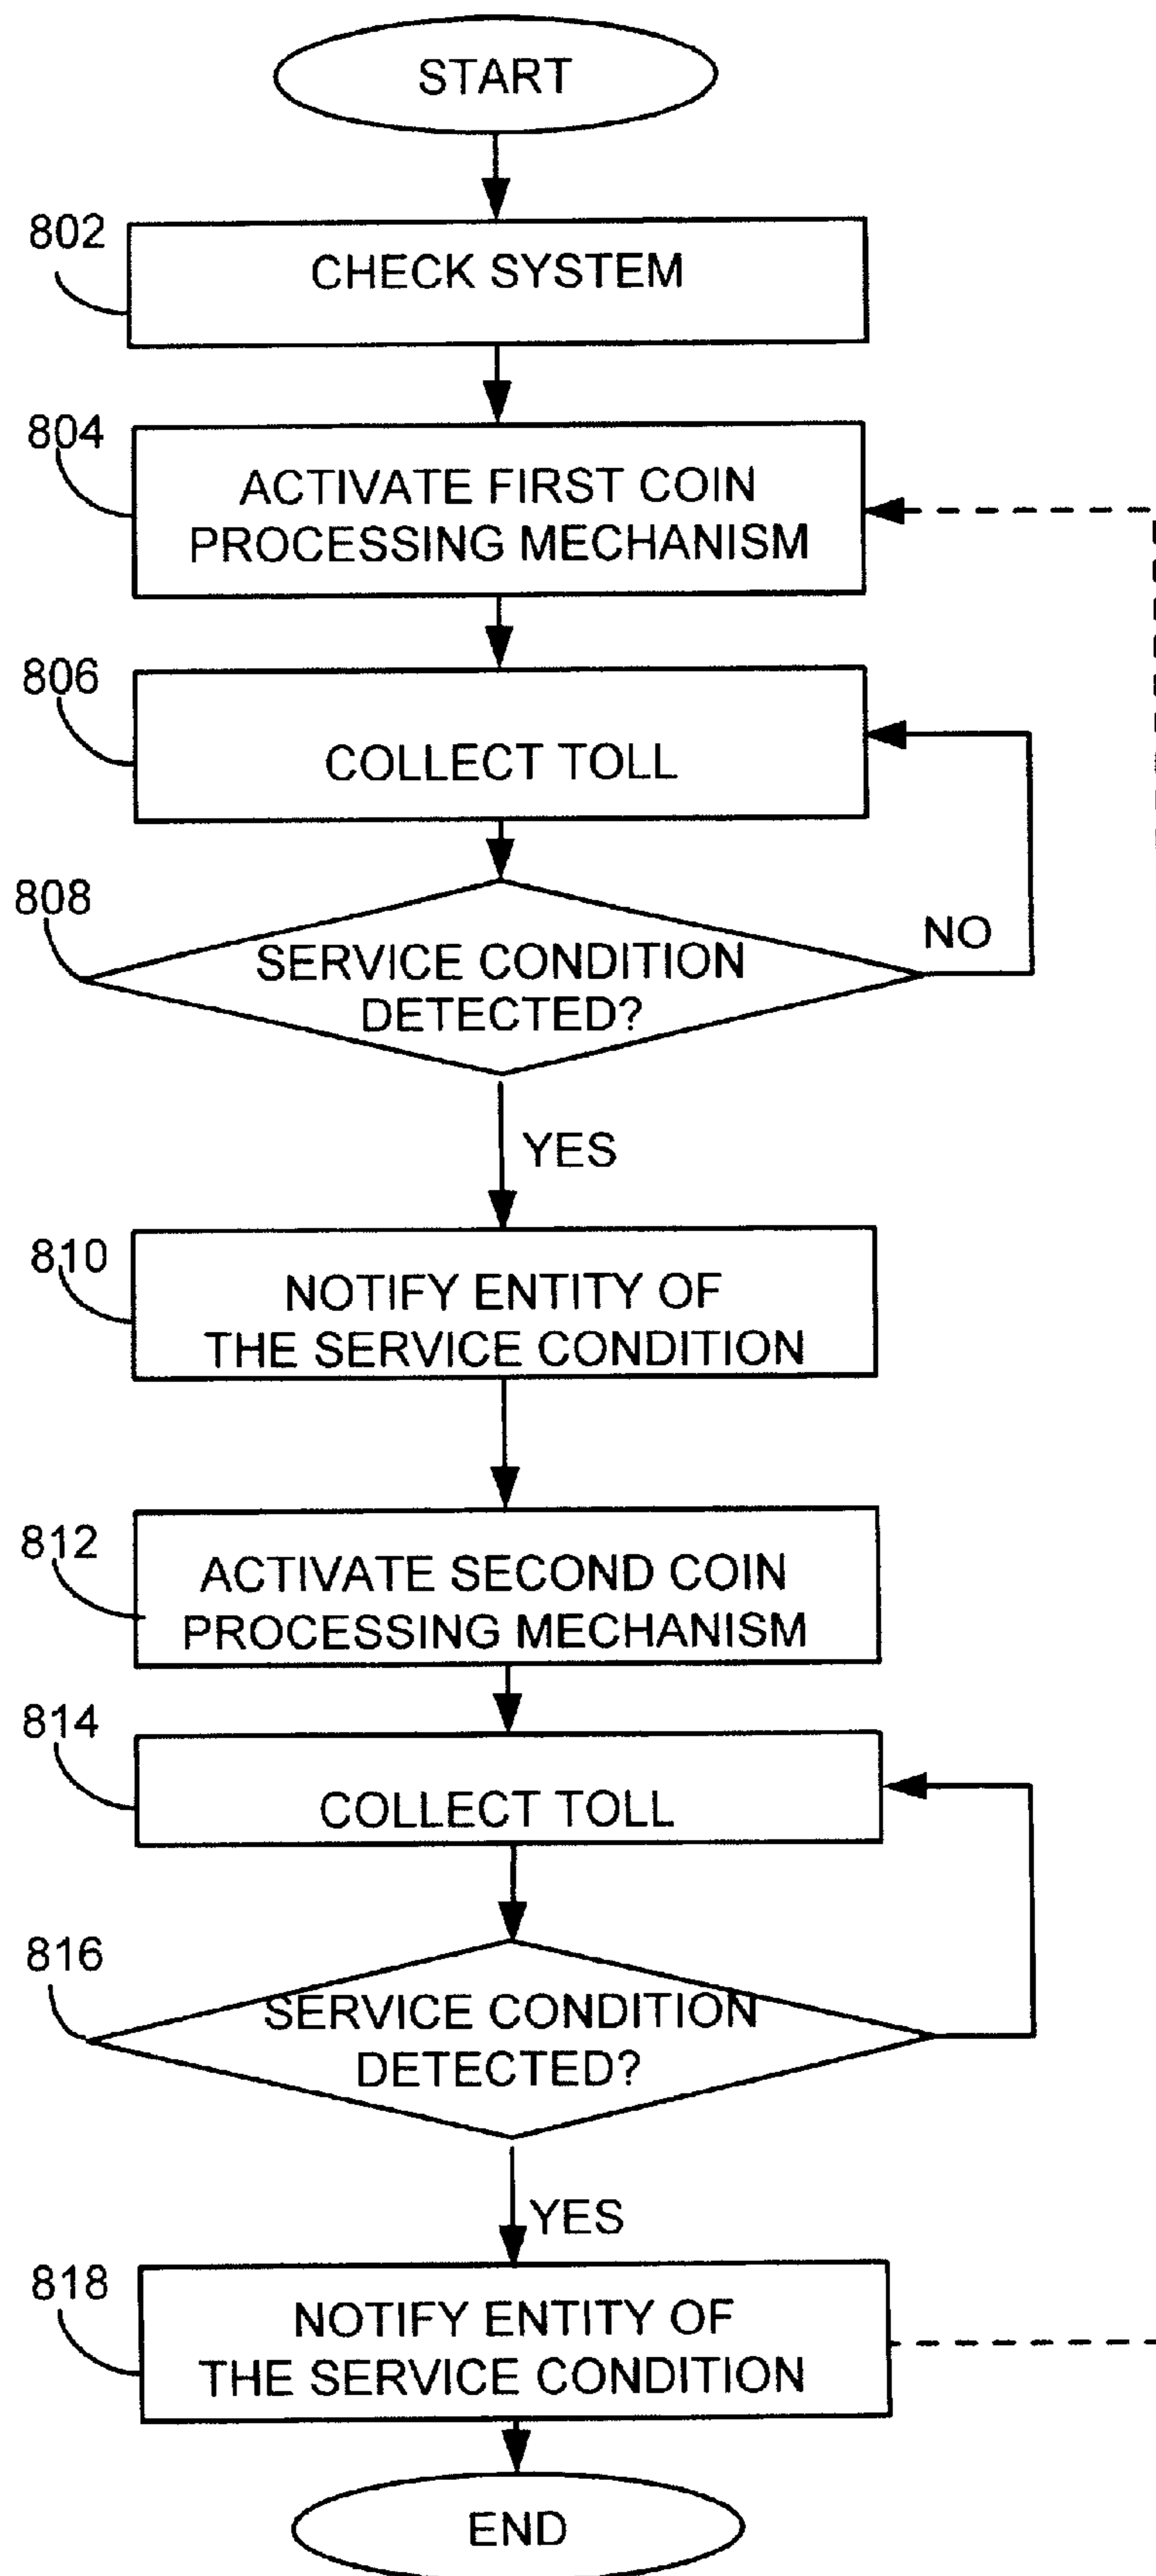 START
802
CHECK SYSTEM
804
ACTIVATE FIRST COIN
PROCESSING MECHANISM
806
COLLECT TOLL
808
SERVICE CONDITION
DETECTED?
NO
YES
810
NOTIFY ENTITY OF
THE SERVICE CONDITION
812
ACTIVATE SECOND COIN
PROCESSING MECHANISM
814
COLLECT TOLL
816
SERVICE CONDITION
DETECTED?
YES
818
NOTIFY ENTITY OF
THE SERVICE CONDITION
END